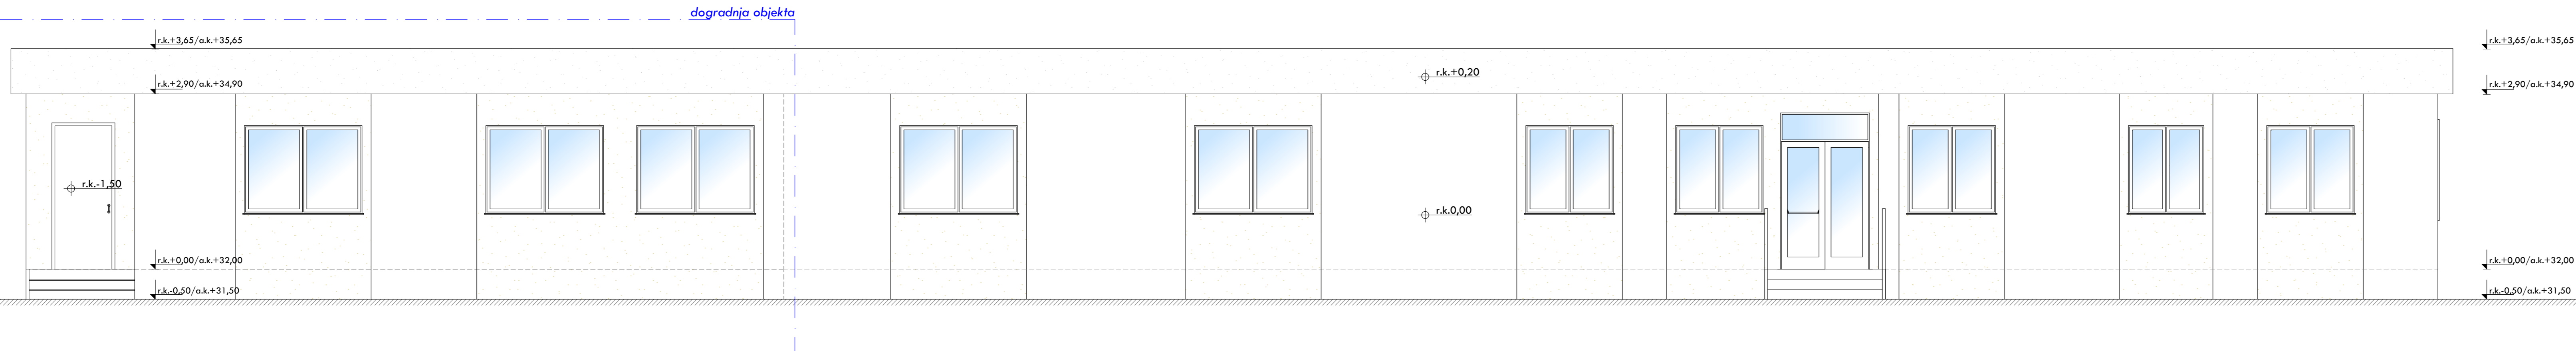 dogradnja objekta
r.k.+3,65/a.k.+35,65
r.k.+3,65/a.k.+35,65
r.k.+0,20
r.k.+2,90/a.k.+34,90
r.k.+2,90/a.k.+34,90
r.k.-1,50
r.k.0,00
r.k.+0,00/a.k.+32,00
r.k.+0,00/a.k.+32,00
r.k.-0,50/a.k.+31,50
r.k.-0,50/a.k.+31,50